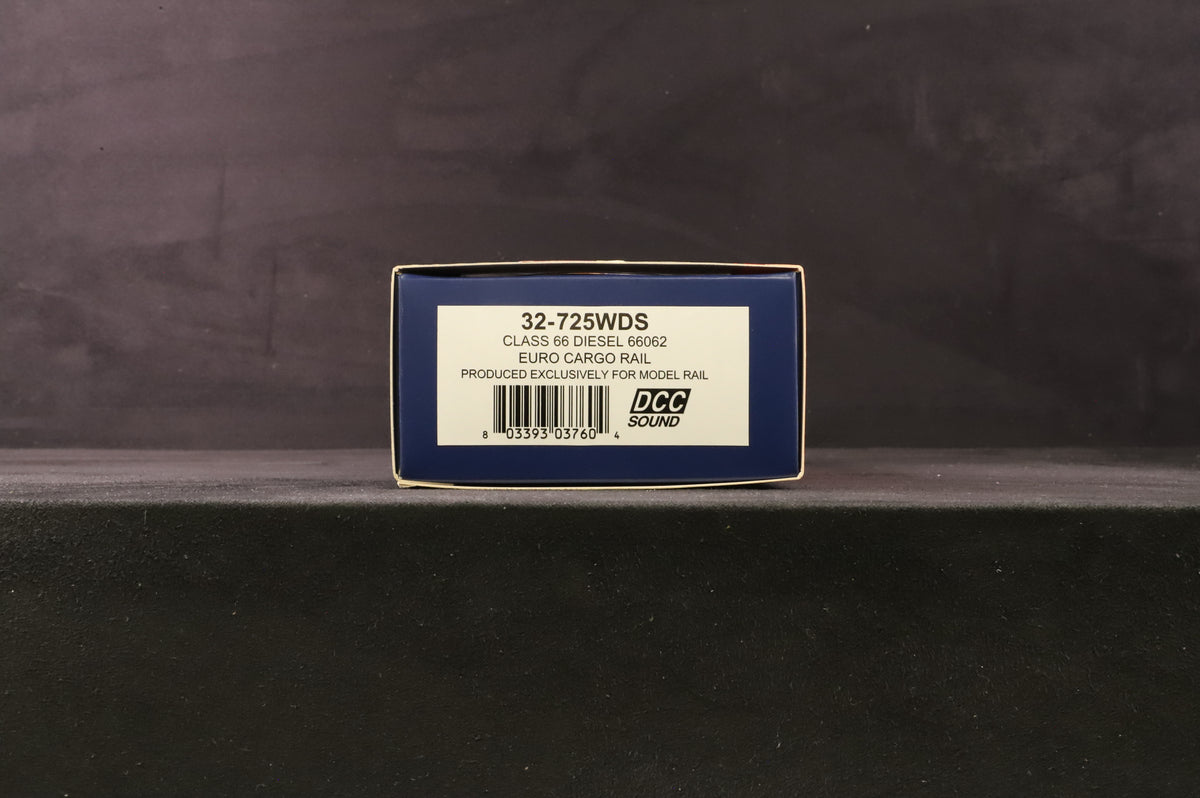 32-725WDS
CLASS 66 DIESEL 66062
EURO CARGO RAIL
PRODUCED EXCLUSIVELY FOR MODEL RAIL
DCC
SOUND
8 03393 03760 4